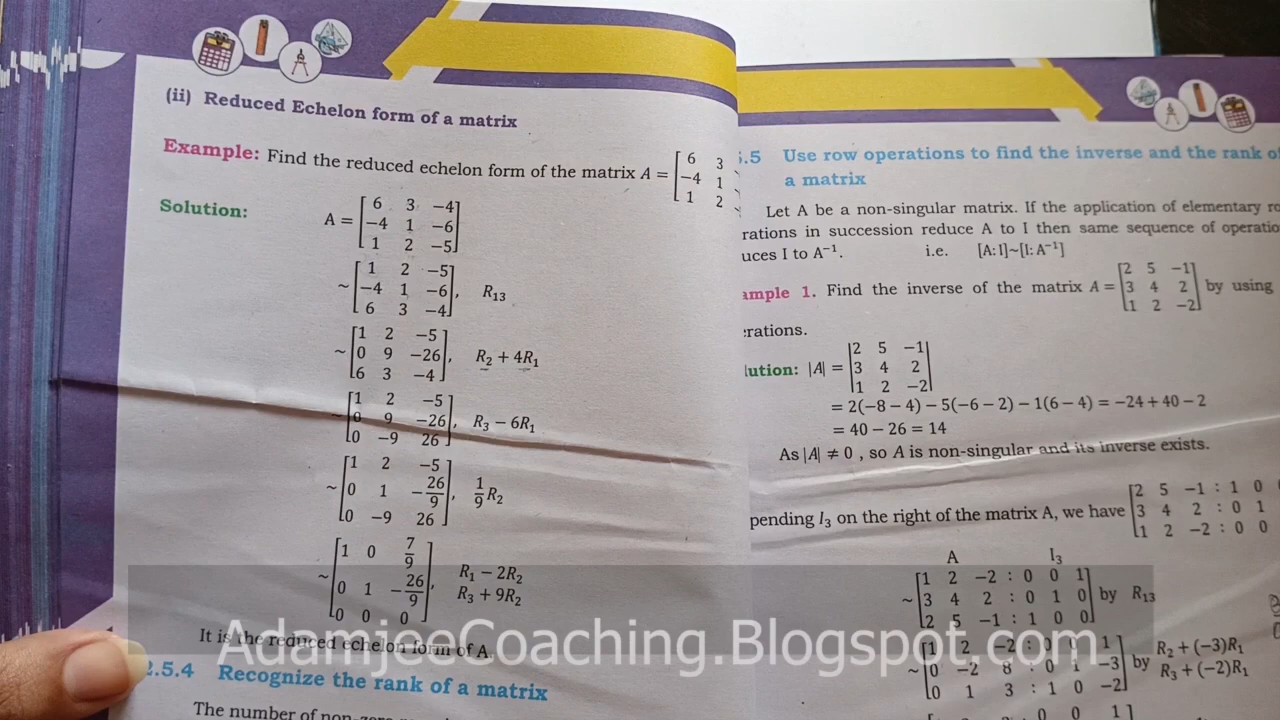 (ii) Reduced Echelon form of a matrix
Example: Find the reduced echelon form of the matrix A = [6 3
−4 1
1 2
Solution: A = [6 3 −4]
[−4 1 −6]
[1 2 −5]
~ [1 2 −5]
[−4 1 −6], R13
[6 3 −4]
~ [1 2 −5]
[0 9 −26], R2 + 4R1
[6 3 −4]
~ [1 2 −5]
[0 9 −26], R3 − 6R1
[0 −9 26]
~ [1 2 −5]
[0 1 −26/9], 1/9 R2
[0 −9 26]
~ [1 0 7/9]
[0 1 −26/9], R1 − 2R2
R3 + 9R2
[0 0 0]
It is the reduced echelon form of A.
2.5.4 Recognize the rank of a matrix
The number of non-zero
.5 Use row operations to find the inverse and the rank of
a matrix
Let A be a non-singular matrix. If the application of elementary
rations in succession reduce A to I then same sequence of
uces I to A⁻¹. i.e. [A: I]~[I: A⁻¹]
ample 1. Find the inverse of the matrix A = [2 5 −1]
[3 4 2] by using
[1 2 −2]
rations.
lution: |A| = |2 5 −1|
|3 4 2|
|1 2 −2|
= 2(−8 − 4) − 5(−6 − 2) − 1(6 − 4) = −24 + 40 − 2
= 40 − 26 = 14
As |A| ≠ 0 , so A is non-singular and its inverse exists.
pending I3 on the right of the matrix A, we have [2 5 −1 : 1 0
[3 4 2 : 0 1
[1 2 −2 : 0 0
A I3
~ [1 2 −2 : 0 0 1]
[3 4 2 : 0 1 0] by R13
[2 5 −1 : 1 0 0]
~ [1 2 −2 : 0 0 1]
[0 −2 8 : 0 1 −3] by R2 + (−3)R1
R3 + (−2)R1
[0 1 3 : 1 0 −2]
0 0 1]
AdamjeeCoaching.Blogspot.com